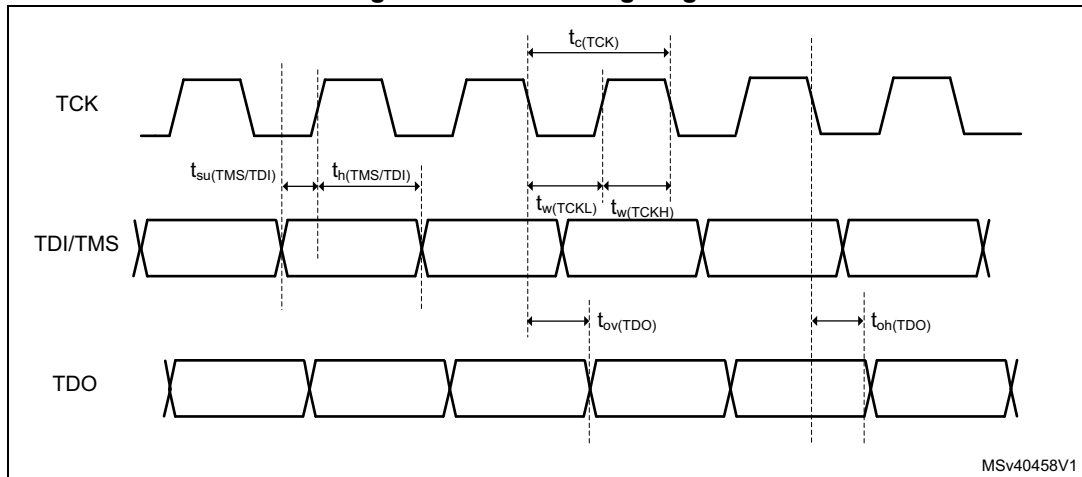 t_c(TCK)
TCK
t_su(TMS/TDI) t_h(TMS/TDI)
t_w(TCKL) t_w(TCKH)
TDI/TMS
t_ov(TDO) t_oh(TDO)
TDO
MSv40458V1